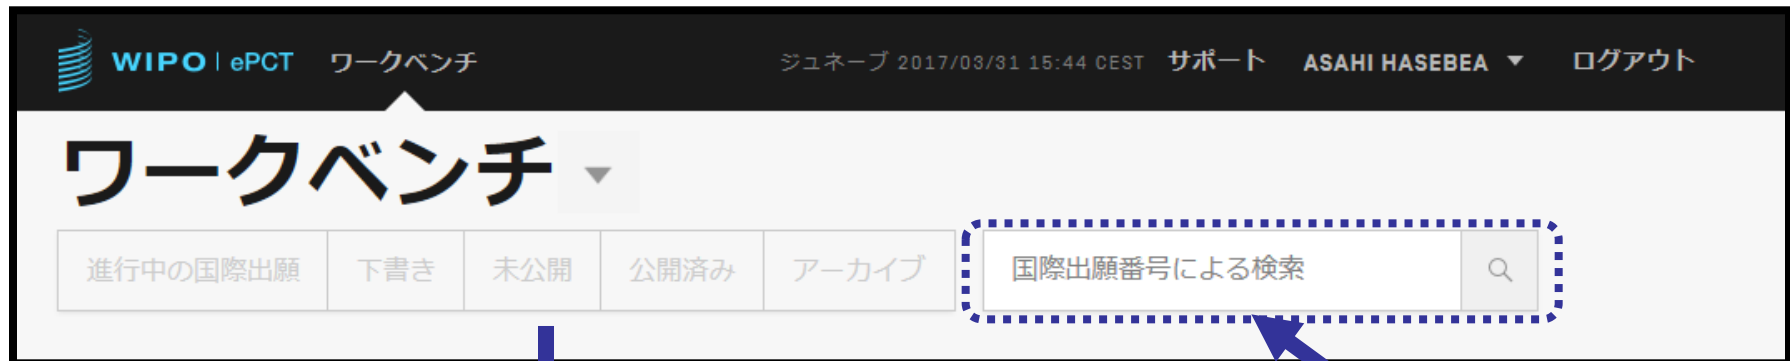 WIPO | ePCT ワークベンチ ジュネーブ 2017/03/31 15:44 CEST サポート ASAHI HASEBEA ログアウト
ワークベンチ
進行中の国際出願 下書き 未公開 公開済み アーカイブ 国際出願番号による検索